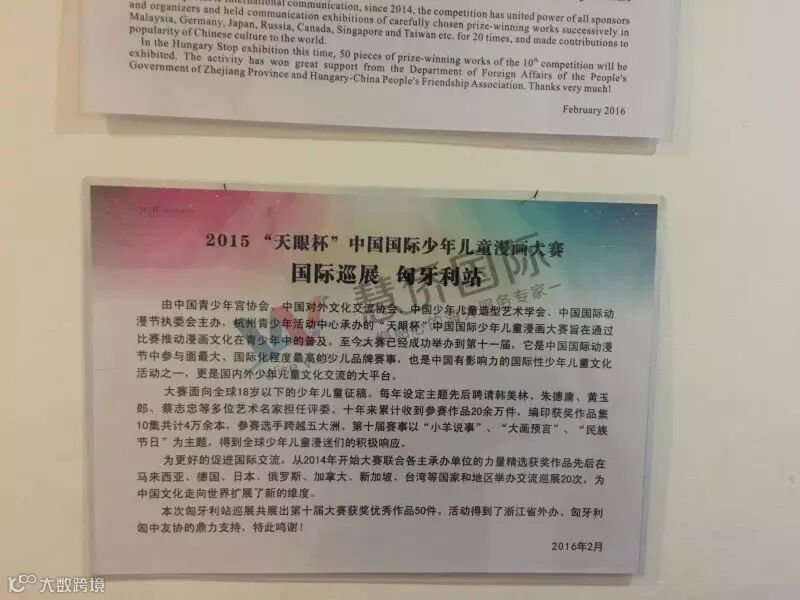 international communication, since 2014, the competition has united power of all sponsors
and organizers and held communication exhibitions of carefully chosen prize-winning works successively in
Malaysia, Germany, Japan, Russia, Canada, Singapore and Taiwan etc. for 20 times, and made contributions to
popularity of Chinese culture to the world.
In the Hungary Stop exhibition this time, 50 pieces of prize-winning works of the 10th competition will be
exhibited. The activity has won great support from the Department of Foreign Affairs of the People's
Government of Zhejiang Province and Hungary-China People's Friendship Association. Thanks very much!
February 2016
2015 “天眼杯”中国国际少年儿童漫画大赛
国际巡展 匈牙利站
由中国青少年宫协会、中国对外文化交流协会、中国少年儿童造型艺术学会、中国国际动
漫节执委会主办，杭州青少年活动中心承办的“天眼杯”中国国际少年儿童漫画大赛旨在通过
比赛推动漫画文化在青少年中的普及。至今大赛已经成功举办到第十一届，它是中国国际动漫
节中参与面最大、国际化程度最高的少儿品牌赛事，也是中国有影响力的国际性少年儿童文化
活动之一，更是国内外少年儿童文化交流的大平台。
大赛面向全球18岁以下的少年儿童征稿。每年设定主题先后聘请韩美林、朱德庸、黄玉
郎、蔡志忠等多位艺术名家担任评委。十年来累计收到参赛作品20余万件，编印获奖作品集
10集共计4万余本，参赛选手跨越五大洲。第十届赛事以“小羊说事”、“大画预言”、“民族
节日”为主题，得到全球少年儿童漫迷们的积极响应。
为更好的促进国际交流，从2014年开始大赛联合各主承办单位的力量精选获奖作品先后在
马来西亚、德国、日本、俄罗斯、加拿大、新加坡、台湾等国家和地区举办交流巡展20次，为
中国文化走向世界扩展了新的维度。
本次匈牙利站巡展共展出第十届大赛获奖优秀作品50件。活动得到了浙江省外办、匈牙利
匈中友协的鼎力支持，特此鸣谢！
2016年2月
慧侨国际
服务专家
大数跨境